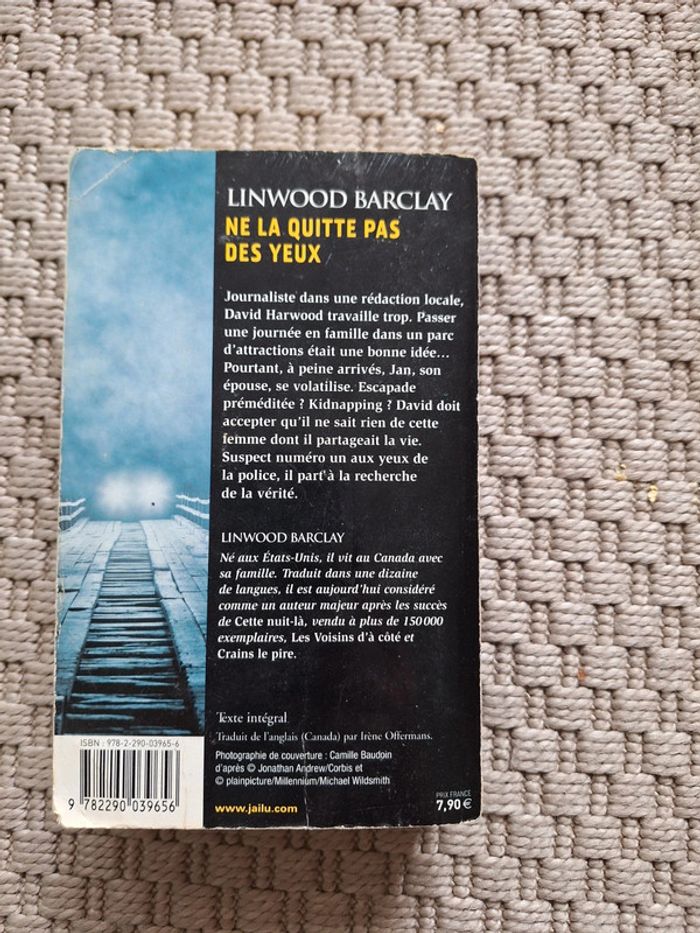 LINWOOD BARCLAY
NE LA QUITTE PAS
DES YEUX
Journaliste dans une rédaction locale,
David Harwood travaille trop. Passer
une journée en famille dans un parc
d'attractions était une bonne idée...
Pourtant, à peine arrivés, Jan, son
épouse, se volatilise. Escapade
préméditée ? Kidnapping ? David doit
accepter qu'il ne sait rien de cette
femme dont il partageait la vie.
Suspect numéro un aux yeux de
la police, il part à la recherche
de la vérité.
LINWOOD BARCLAY
Né aux États-Unis, il vit au Canada avec
sa famille. Traduit dans une dizaine
de langues, il est aujourd'hui considéré
comme un auteur majeur après les succès
de Cette nuit-là, vendu à plus de 150 000
exemplaires, Les Voisins d'à côté et
Crains le pire.
Texte intégral
Traduit de l'anglais (Canada) par Irène Offermans.
Photographie de couverture : Camille Baudoin
d'après © Jonathan Andrew/Corbis et
© plainpicture/Millennium/Michael Wildsmith
ISBN : 978-2-290-03965-6
9 782290 039656
www.jailu.com
PRIX FRANCE
7,90 €